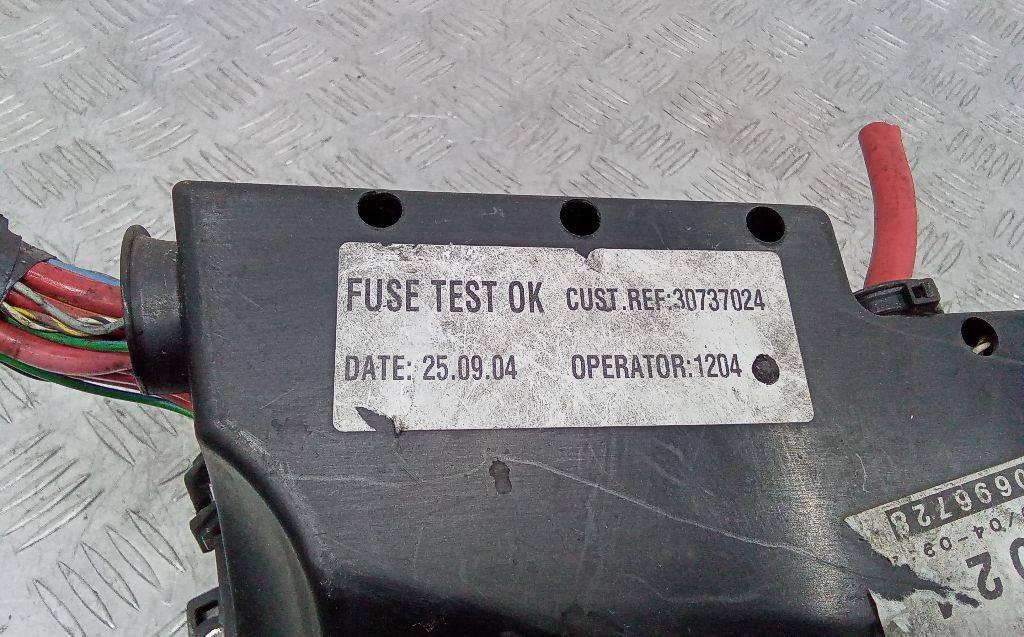 FUSE TEST OK CUST.REF:30737024
DATE: 25.09.04 OPERATOR:1204